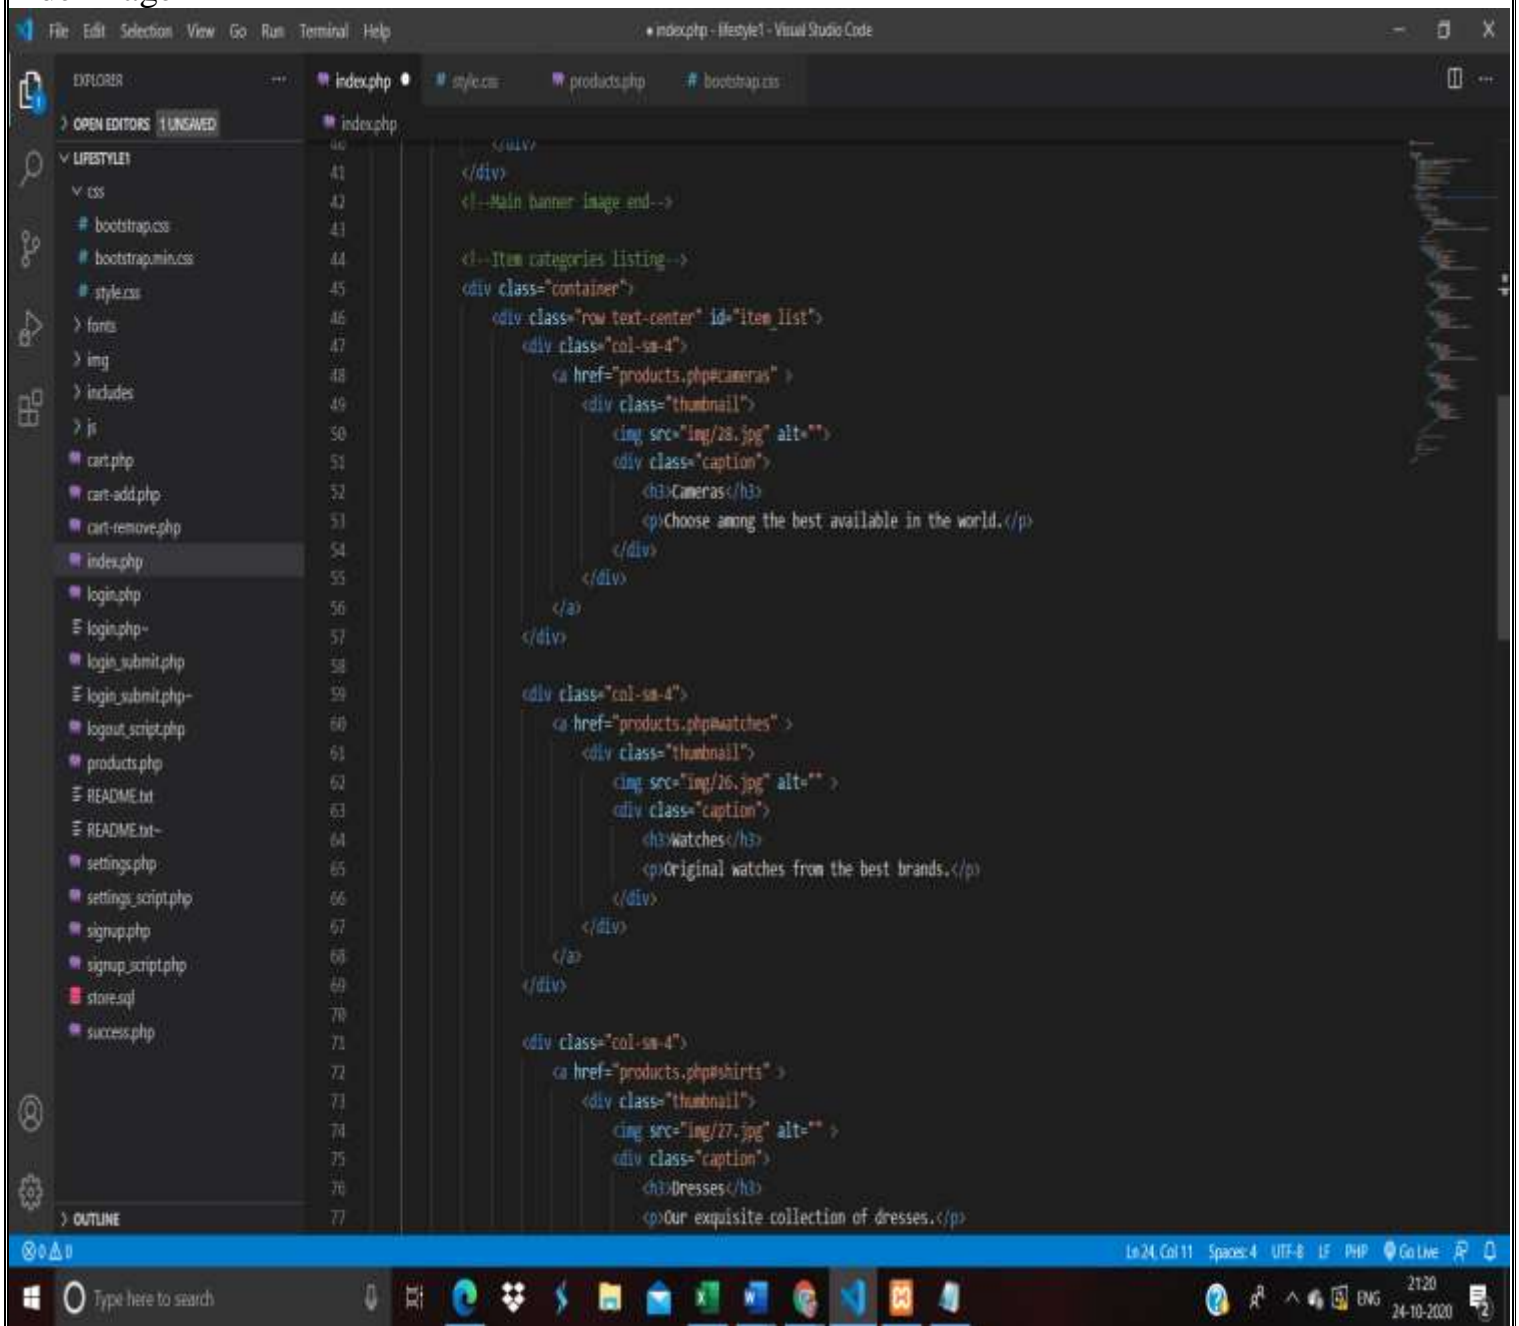 File Edit Selection View Go Run Terminal Help
● index.php - lifestyle1 - Visual Studio Code
EXPLORER
index.php ● # style.css products.php # bootstrap.css
> OPEN EDITORS 1 UNSAVED
index.php
LIFESTYLE1
css
# bootstrap.css
# bootstrap.min.css
# style.css
> fonts
> img
> includes
> js
cart.php
cart-add.php
cart-remove.php
index.php
login.php
login.php~
login_submit.php
login_submit.php~
logout_script.php
products.php
README.txt
README.txt~
settings.php
settings_script.php
signup.php
signup_script.php
store.sql
success.php
> OUTLINE
40 </div>
41 </div>
42 <!--Main banner image end-->
43
44 <!--Item categories listing-->
45 <div class="container">
46 <div class="row text-center" id="item_list">
47 <div class="col-sm-4">
48 <a href="products.php#cameras" >
49 <div class="thumbnail">
50 <img src="img/28.jpg" alt="">
51 <div class="caption">
52 <h3>Cameras</h3>
53 <p>Choose among the best available in the world.</p>
54 </div>
55 </div>
56 </a>
57 </div>
58
59 <div class="col-sm-4">
60 <a href="products.php#watches" >
61 <div class="thumbnail">
62 <img src="img/26.jpg" alt="" >
63 <div class="caption">
64 <h3>Watches</h3>
65 <p>Original watches from the best brands.</p>
66 </div>
67 </div>
68 </a>
69 </div>
70
71 <div class="col-sm-4">
72 <a href="products.php#shirts" >
73 <div class="thumbnail">
74 <img src="img/27.jpg" alt="" >
75 <div class="caption">
76 <h3>Dresses</h3>
77 <p>Our exquisite collection of dresses.</p>
0 0
Ln 24, Col 11 Spaces: 4 UTF-8 LF PHP Go Live
Type here to search
ENG
21:20
24-10-2020